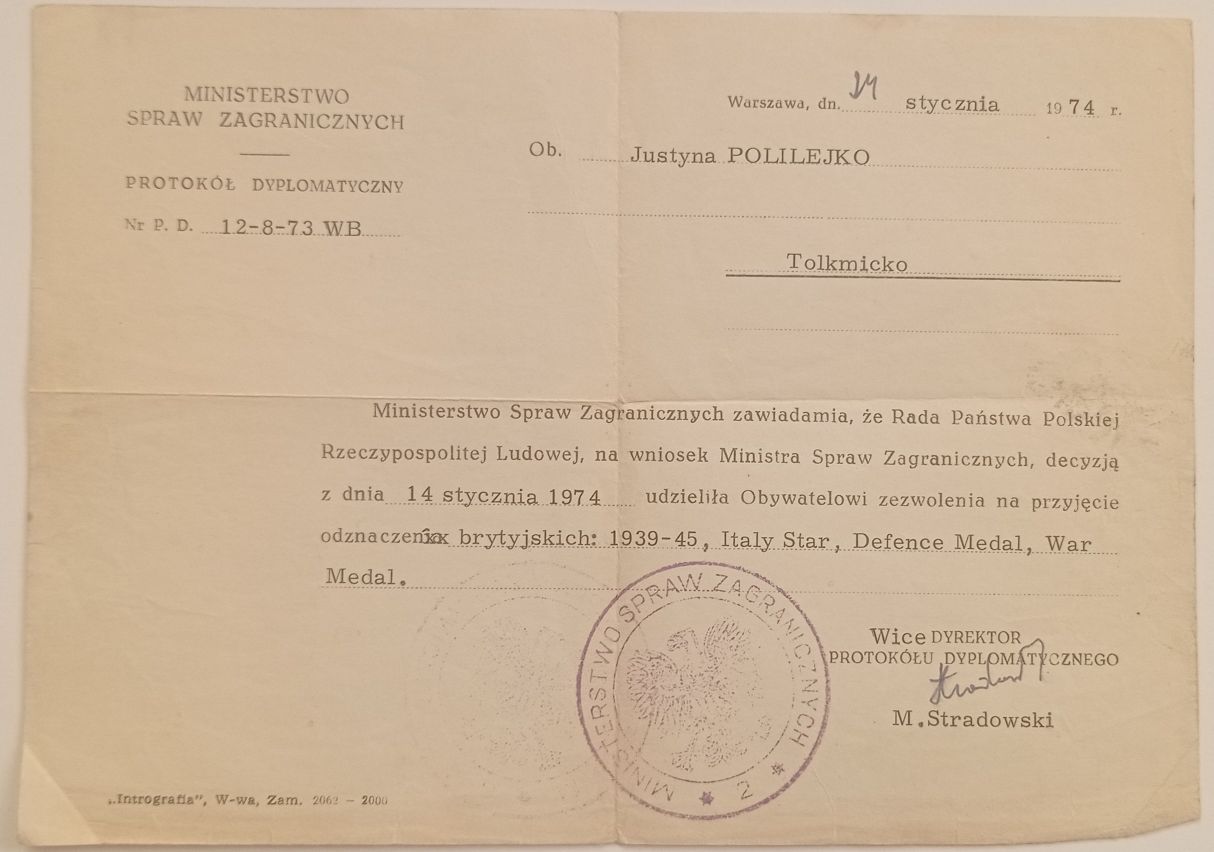 MINISTERSTWO
SPRAW ZAGRANICZNYCH
PROTOKÓŁ DYPLOMATYCZNY
Nr P. D. 12-8-73 WB
Warszawa, dn. stycznia 1974 r.
Ob. Justyna POLILEJKO
Tolkmicko
Ministerstwo Spraw Zagranicznych zawiadamia, że Rada Państwa Polskiej
Rzeczypospolitej Ludowej, na wniosek Ministra Spraw Zagranicznych, decyzją
z dnia 14 stycznia 1974 udzieliła Obywatelowi zezwolenia na przyjęcie
brytyjskich: 1939-45, Italy Star, Defence Medal, War
Medal.
MINISTERSTWO SPRAW ZAGRANICZNYCH
2
Wice DYREKTOR
PROTOKÓŁU DYPLOMATYCZNEGO
M.Stradowski
„Intrografia", W-wa, Zam. 2062 - 2000